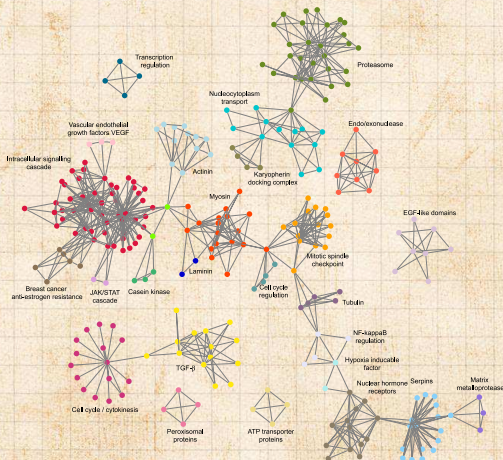 Transcription
regulation
Proteasome
Nucleocytoplasm
transport
Vascular endothelial
growth factors VEGF
Endo/exonuclease
Intracellular signalling
cascade
Actinin
Karyopherin
docking complex
Myosin
EGF-like domains
Mitotic spindle
checkpoint
Laminin
Cell cycle
regulation
Breast cancer
anti-estrogen resistance
JAK/STAT
cascade
Casein kinase
Tubulin
NF-kappaB
regulation
Hypoxia inducable
factor
TGF-β
Nuclear hormone
receptors
Serpins
Matrix
metalloprotease
Cell cycle / cytokinesis
Peroxisomal
proteins
ATP transporter
proteins